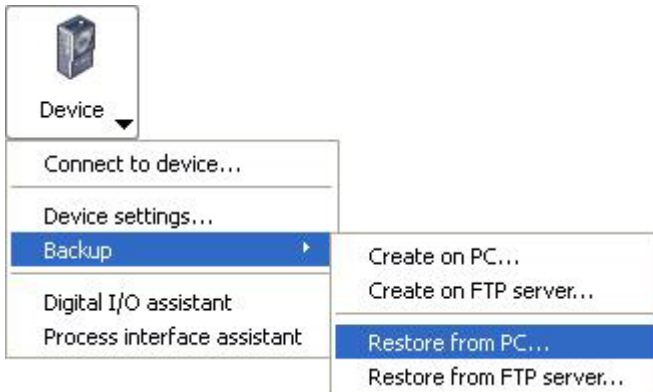 Device
Connect to device...
Device settings...
Backup
Digital I/O assistant
Process interface assistant
Create on PC...
Create on FTP server...
Restore from PC...
Restore from FTP server...